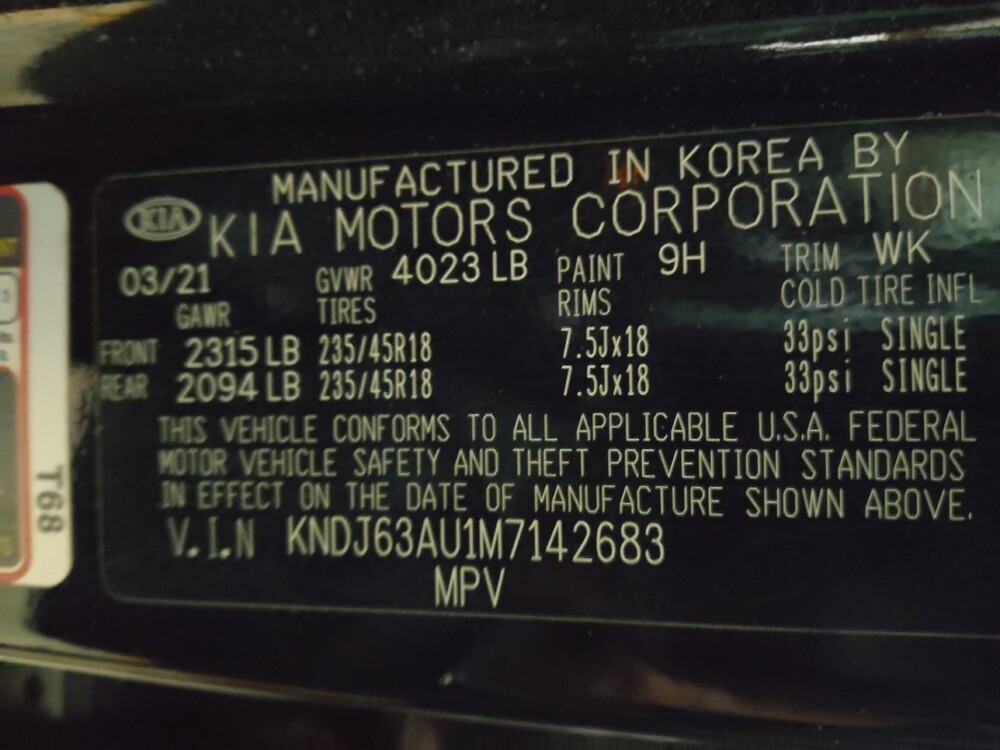 MANUFACTURED IN KOREA BY
KIA KIA MOTORS CORPORATION
03/21 GVWR 4023 LB PAINT 9H TRIM WK
GAWR TIRES RIMS COLD TIRE INFL
FRONT 2315 LB 235/45R18 7.5Jx18 33psi SINGLE
REAR 2094 LB 235/45R18 7.5Jx18 33psi SINGLE
THIS VEHICLE CONFORMS TO ALL APPLICABLE U.S.A. FEDERAL
MOTOR VEHICLE SAFETY AND THEFT PREVENTION STANDARDS
IN EFFECT ON THE DATE OF MANUFACTURE SHOWN ABOVE.
V.I.N KNDJ63AU1M7142683
MPV
T68